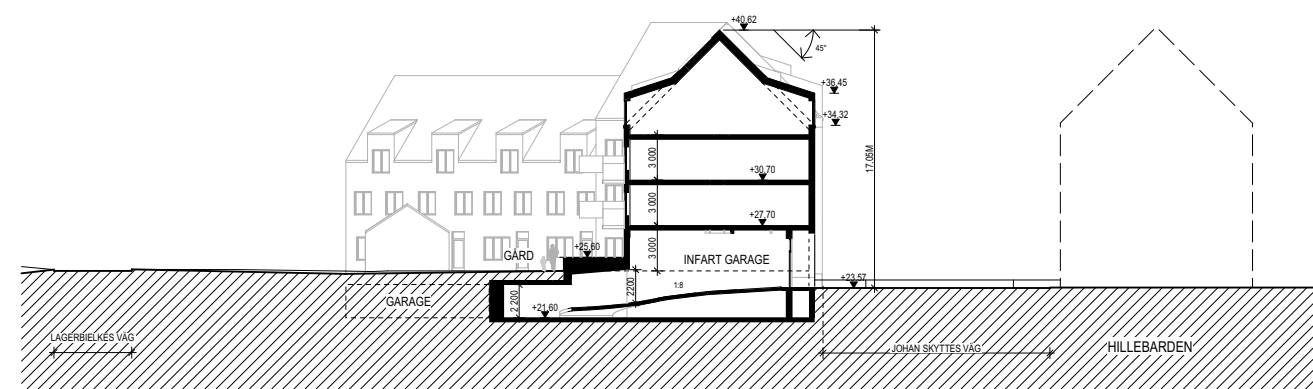 +40,62
45°
+36,45
+34,32
17.05M
3 000
+30,70
3 000
+27,70
3 000
+25,60
GÅRD
INFART GARAGE
+23,57
1:8
2200
GARAGE
2 200
+21,60
LAGERBIELKES VÄG
JOHAN SKYTTES VÄG
HILLEBARDEN